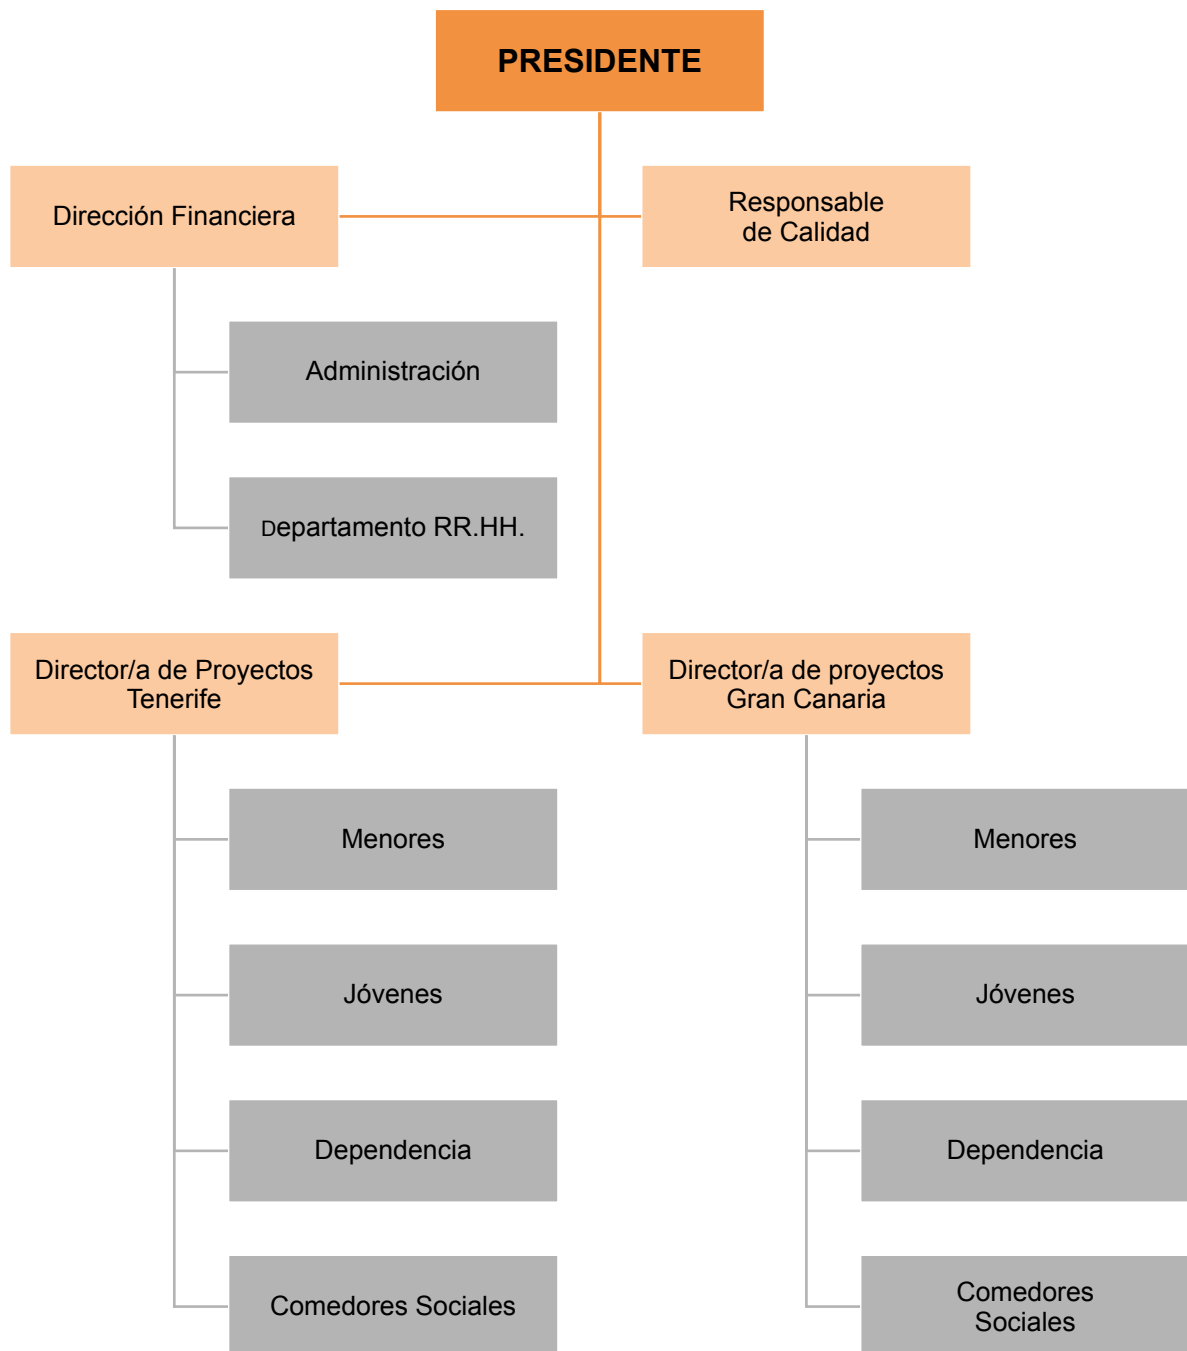 PRESIDENTE
Dirección Financiera
Responsable
de Calidad
Administración
Departamento RR.HH.
Director/a de Proyectos
Tenerife
Director/a de proyectos
Gran Canaria
Menores
Menores
Jóvenes
Jóvenes
Dependencia
Dependencia
Comedores Sociales
Comedores
Sociales